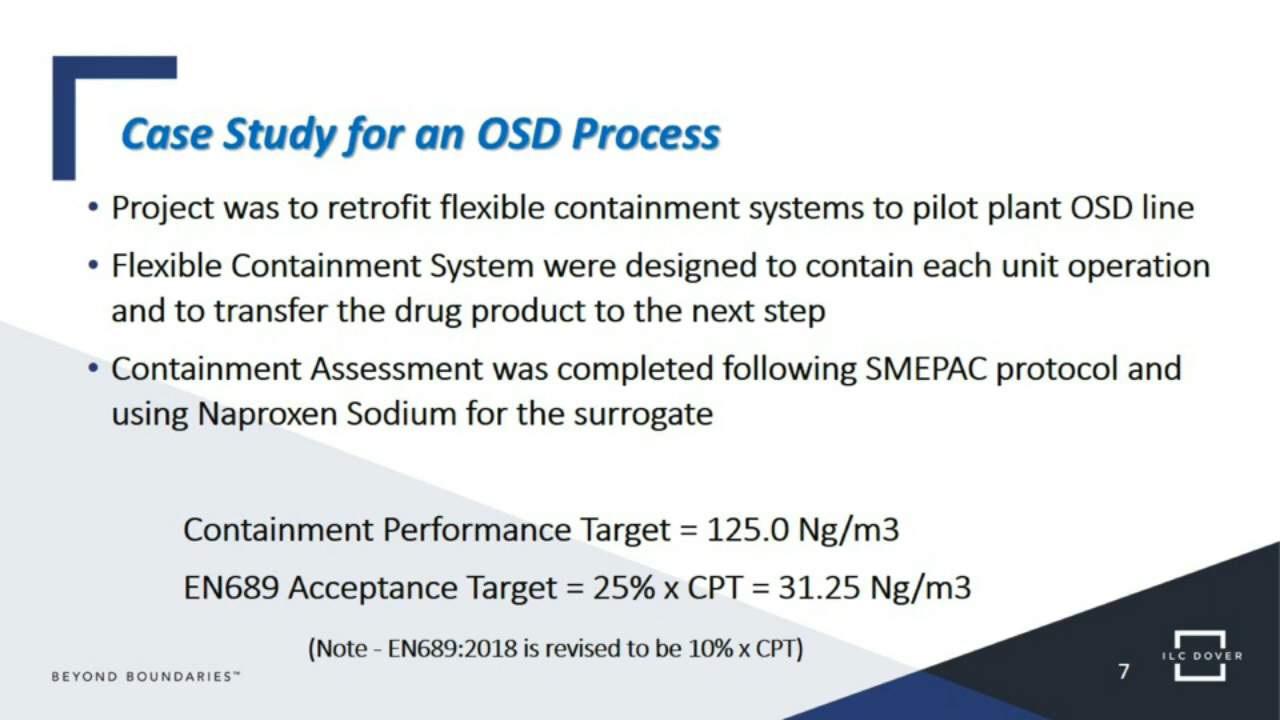 Case Study for an OSD Process
• Project was to retrofit flexible containment systems to pilot plant OSD line
• Flexible Containment System were designed to contain each unit operation
and to transfer the drug product to the next step
• Containment Assessment was completed following SMEPAC protocol and
using Naproxen Sodium for the surrogate
Containment Performance Target = 125.0 Ng/m3
EN689 Acceptance Target = 25% x CPT = 31.25 Ng/m3
(Note - EN689:2018 is revised to be 10% x CPT)
BEYOND BOUNDARIES™
7
ILC DOVER